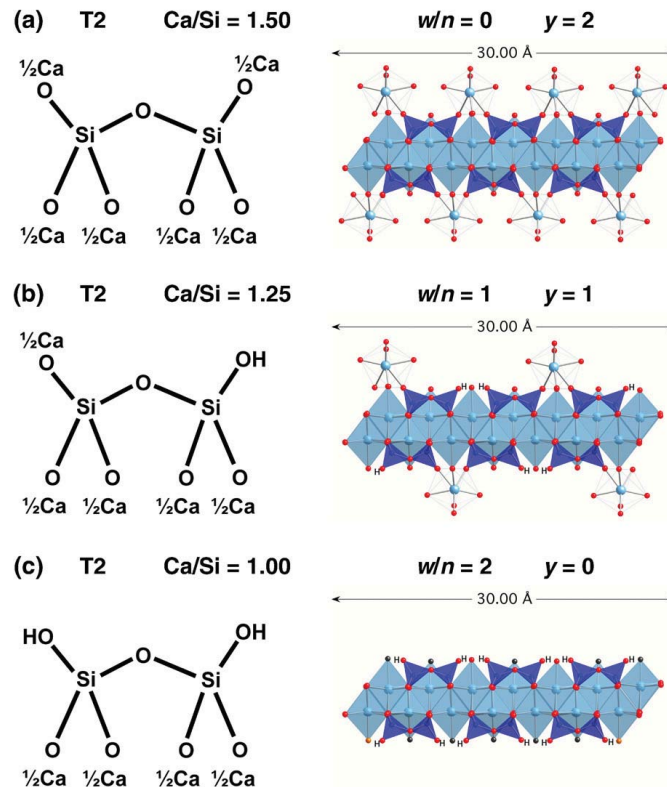 (a) T2 Ca/Si = 1.50 w/n = 0 y = 2
30.00 Å
½Ca ½Ca
O O O
Si Si
O O O O
½Ca ½Ca ½Ca ½Ca
(b) T2 Ca/Si = 1.25 w/n = 1 y = 1
30.00 Å
½Ca
O O OH
Si Si
H H H
O O O O
½Ca ½Ca ½Ca ½Ca
H H H
(c) T2 Ca/Si = 1.00 w/n = 2 y = 0
30.00 Å
HO O OH
Si Si
H H H H H H
O O O O
½Ca ½Ca ½Ca ½Ca
H H H H H H